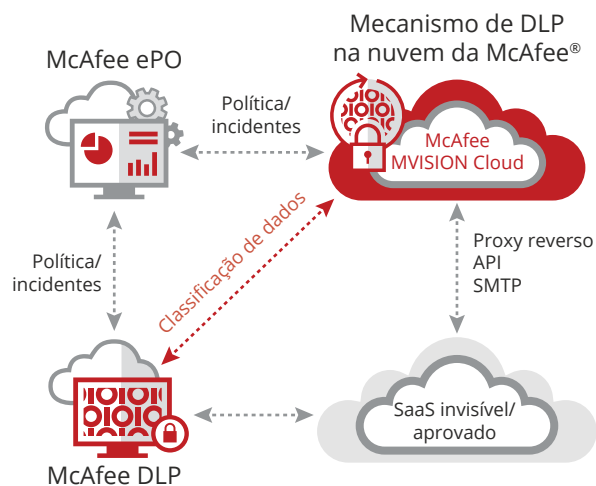 McAfee ePO
Mecanismo de DLP
na nuvem da McAfee®
Política/
incidentes
McAfee
MVISION Cloud
Classificação de dados
Política/
incidentes
Proxy reverso
API
SMTP
SaaS invisível/
aprovado
McAfee DLP